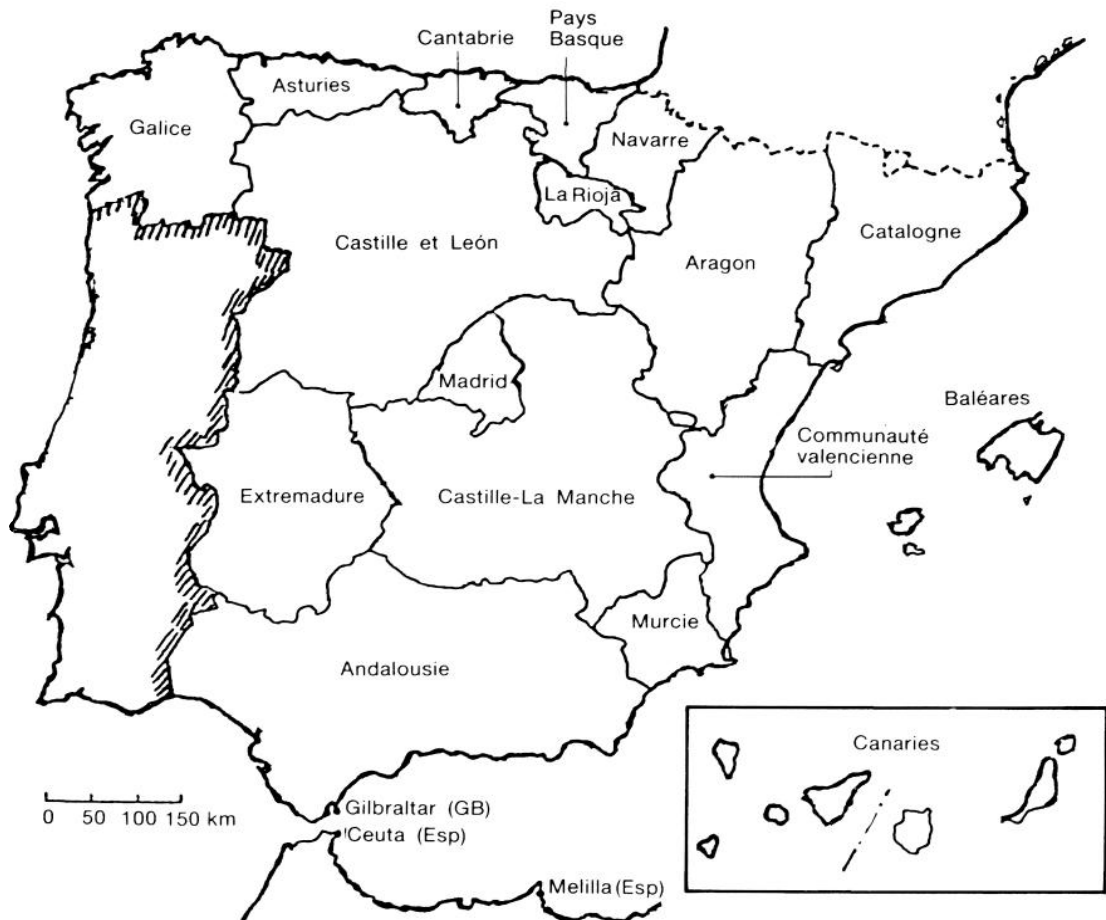 Pays
Basque
Cantabrie
Asturies
Galice
Navarre
La Rioja
Castille et León
Aragon
Catalogne
Madrid
Baléares
Communauté
valencienne
Extremadure
Castille-La Manche
Murcie
Andalousie
Canaries
0 50 100 150 km
Gilbraltar (GB)
Ceuta (Esp)
Melilla (Esp)